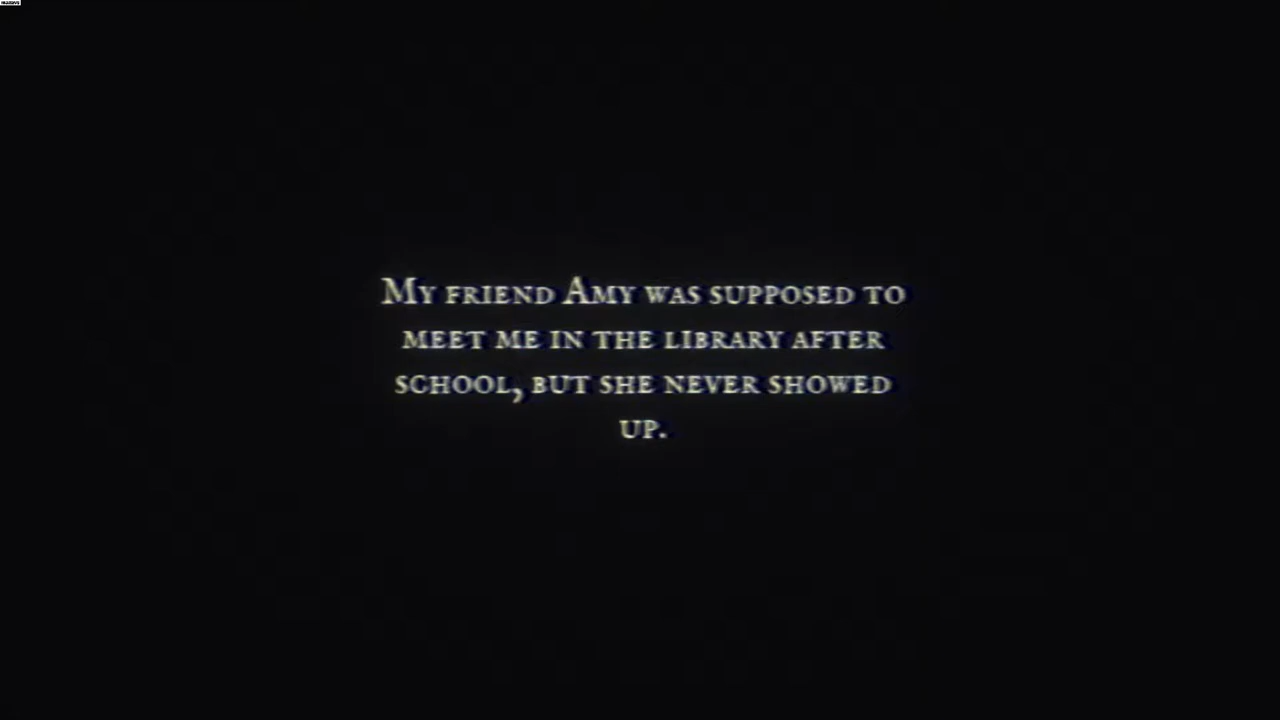 My friend Amy was supposed to
meet me in the library after
school, but she never showed
up.